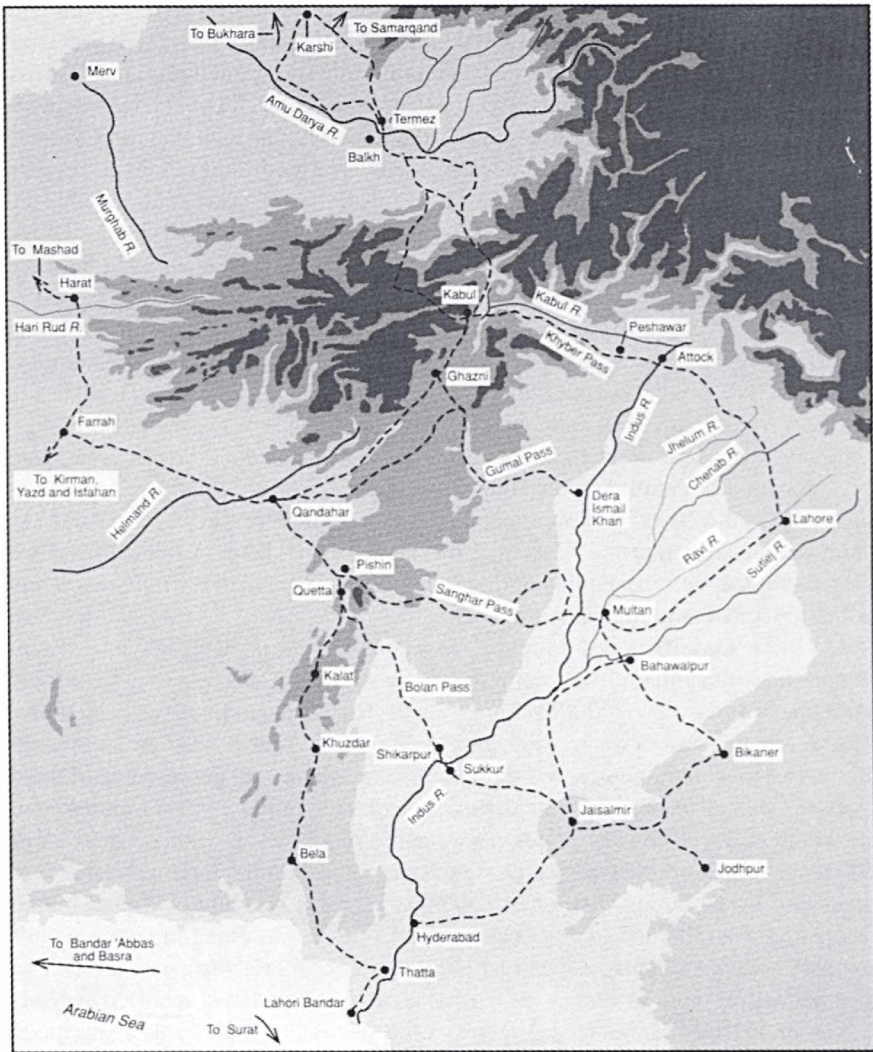 To Bukhara
To Samarqand
Karshi
Merv
Amu Darya R.
Termez
Balkh
Murghab R.
To Mashad
Harat
Hari Rud R.
Kabul
Kabul R.
Peshawar
Khyber Pass
Attock
Ghazni
Farrah
Indus R.
Jhelum R.
Chenab R.
Gumal Pass
To Kirman,
Yazd and Isfahan
Helmand R.
Qandahar
Dera
Ismail
Khan
Lahore
Ravi R.
Sutlej R.
Pishin
Quetta
Sanghar Pass
Multan
Bahawalpur
Kalat
Bolan Pass
Khuzdar
Shikarpur
Sukkur
Bikaner
Indus R.
Jaisalmir
Bela
Jodhpur
Hyderabad
To Bandar 'Abbas
and Basra
Thatta
Lahori Bandar
Arabian Sea
To Surat